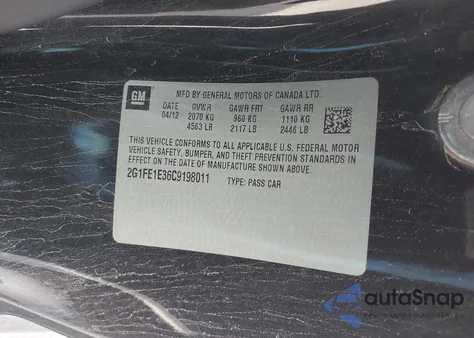 GM
MFD BY GENERAL MOTORS OF CANADA LTD.
DATE GVWR GAWR FRT GAWR RR
04/12 2070 KG 960 KG 1110 KG
4563 LB 2117 LB 2446 LB
THIS VEHICLE CONFORMS TO ALL APPLICABLE U.S. FEDERAL MOTOR
VEHICLE SAFETY, BUMPER, AND THEFT PREVENTION STANDARDS IN
EFFECT ON THE DATE OF MANUFACTURE SHOWN ABOVE.
2G1FE1E36C9198011 TYPE: PASS CAR
autoSnap